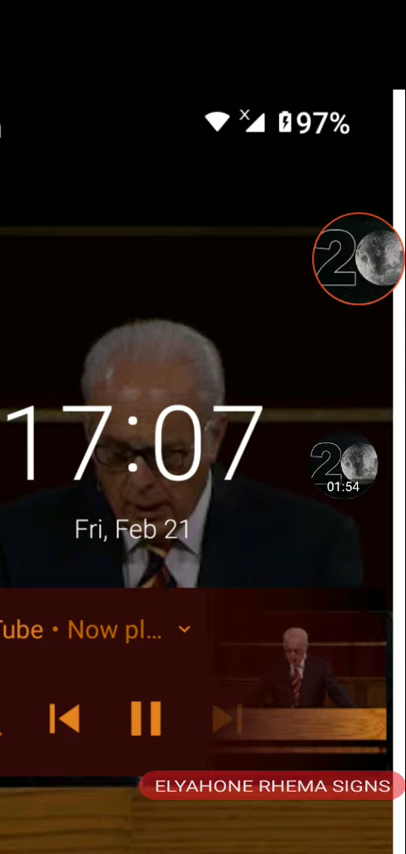 x
97%
20
17:07
20
01:54
Fri, Feb 21
Tube • Now pl...
ELYAHONE RHEMA SIGNS